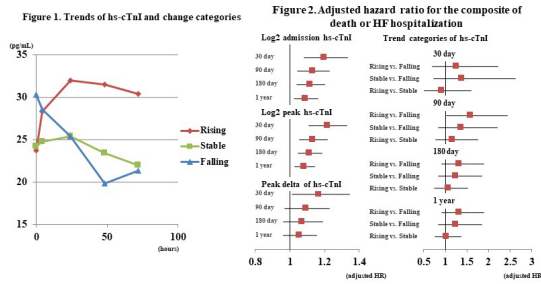 Figure 1. Trends of hs-cTnI and change categories
(pg/mL)
35
30
25
20
15
0
50
100
(hours)
Rising
Stable
Falling
Figure 2. Adjusted hazard ratio for the composite of
death or HF hospitalization
Log2 admission hs-cTnI
30 day
90 day
180 day
1 year
Log2 peak hs-cTnI
30 day
90 day
180 day
1 year
Peak delta of hs-cTnI
30 day
90 day
180 day
1 year
0.8
1
1.2
1.4
(adjusted HR)
Trend categories of hs-cTnI
30 day
Rising vs. Falling
Stable vs. Falling
Rising vs. Stable
90 day
Rising vs. Falling
Stable vs. Falling
Rising vs. Stable
180 day
Rising vs. Falling
Stable vs. Falling
Rising vs. Stable
1 year
Rising vs. Falling
Stable vs. Falling
Rising vs. Stable
0.5
1
1.5
2
2.5
3
(adjusted HR)